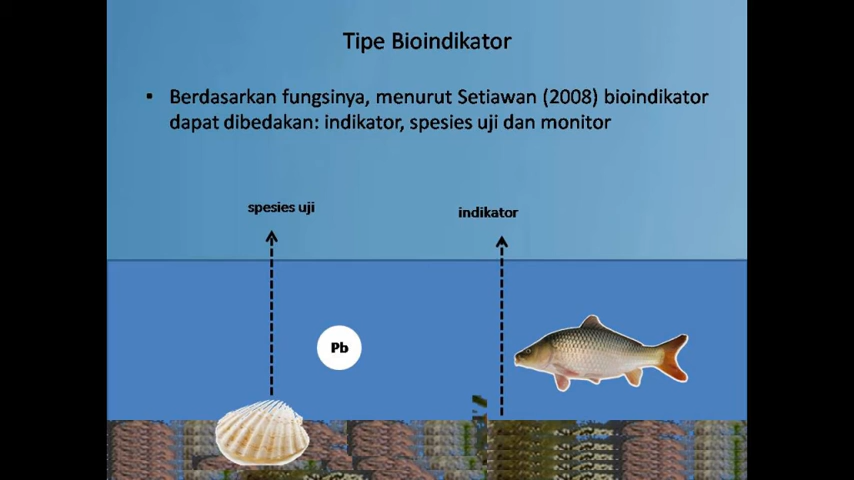 Tipe Bioindikator
• Berdasarkan fungsinya, menurut Setiawan (2008) bioindikator
dapat dibedakan: indikator, spesies uji dan monitor
spesies uji
indikator
Pb